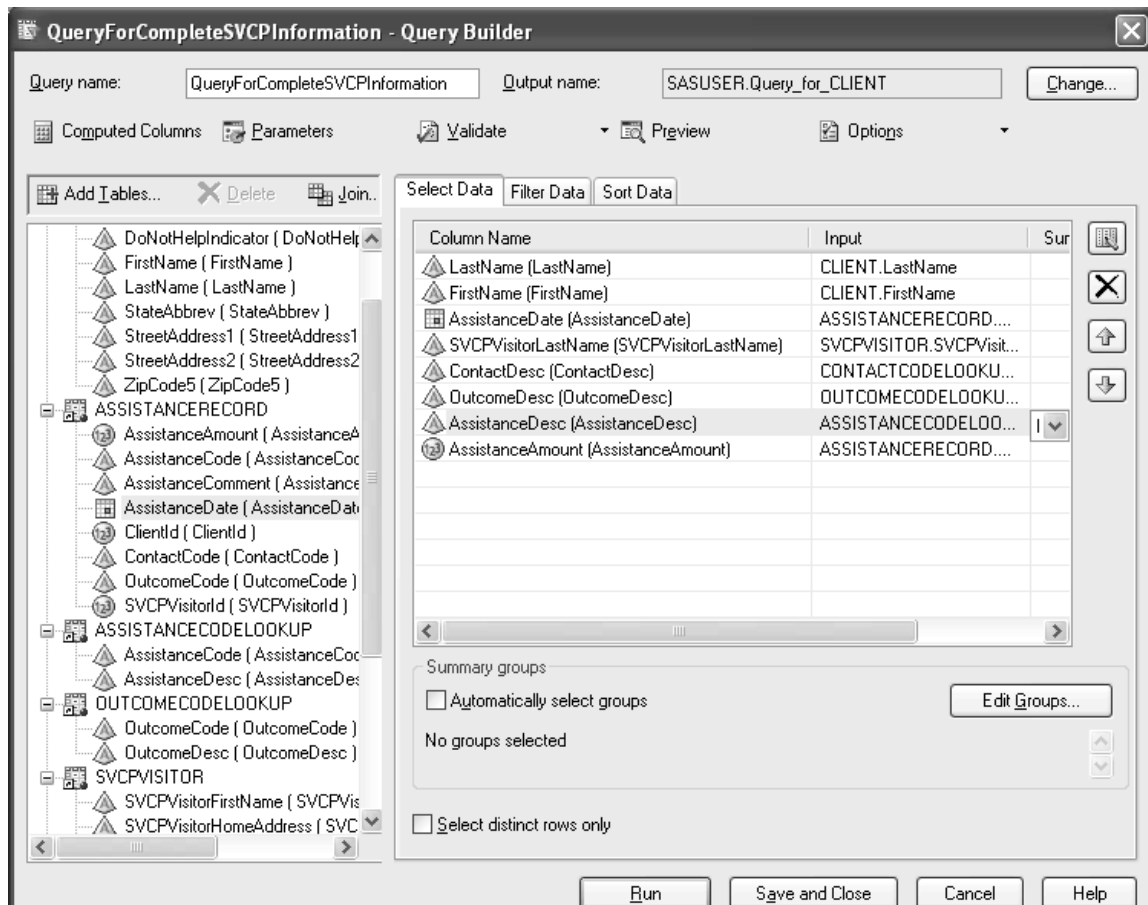 QueryForCompleteSVCPInformation - Query Builder
Query name: QueryForCompleteSVCPInformation Output name: SASUSER.Query_for_CLIENT Change...
Computed Columns Parameters Validate Preview Options
Add Tables... Delete Join..
Select Data Filter Data Sort Data
DoNotHelpIndicator ( DoNotHelp
FirstName ( FirstName )
LastName ( LastName )
StateAbbrev ( StateAbbrev )
StreetAddress1 ( StreetAddress1
StreetAddress2 ( StreetAddress2
ZipCode5 ( ZipCode5 )
ASSISTANCERECORD
AssistanceAmount ( AssistanceA
AssistanceCode ( AssistanceCod
AssistanceComment ( Assistance
AssistanceDate ( AssistanceDate
ClientId ( ClientId )
ContactCode ( ContactCode )
OutcomeCode ( OutcomeCode )
SVCPVisitorId ( SVCPVisitorId )
ASSISTANCECODELOOKUP
AssistanceCode ( AssistanceCod
AssistanceDesc ( AssistanceDes
OUTCOMECODELOOKUP
OutcomeCode ( OutcomeCode )
OutcomeDesc ( OutcomeDesc )
SVCPVISITOR
SVCPVisitorFirstName ( SVCPVis
SVCPVisitorHomeAddress ( SVC
Column Name Input Sur
LastName (LastName) CLIENT.LastName
FirstName (FirstName) CLIENT.FirstName
AssistanceDate (AssistanceDate) ASSISTANCERECORD....
SVCPVisitorLastName (SVCPVisitorLastName) SVCPVISITOR.SVCPVisit...
ContactDesc (ContactDesc) CONTACTCODELOOKU...
OutcomeDesc (OutcomeDesc) OUTCOMECODELOOKU...
AssistanceDesc (AssistanceDesc) ASSISTANCECODELOO...
AssistanceAmount (AssistanceAmount) ASSISTANCERECORD....
Summary groups
Automatically select groups Edit Groups...
No groups selected
Select distinct rows only
Run Save and Close Cancel Help